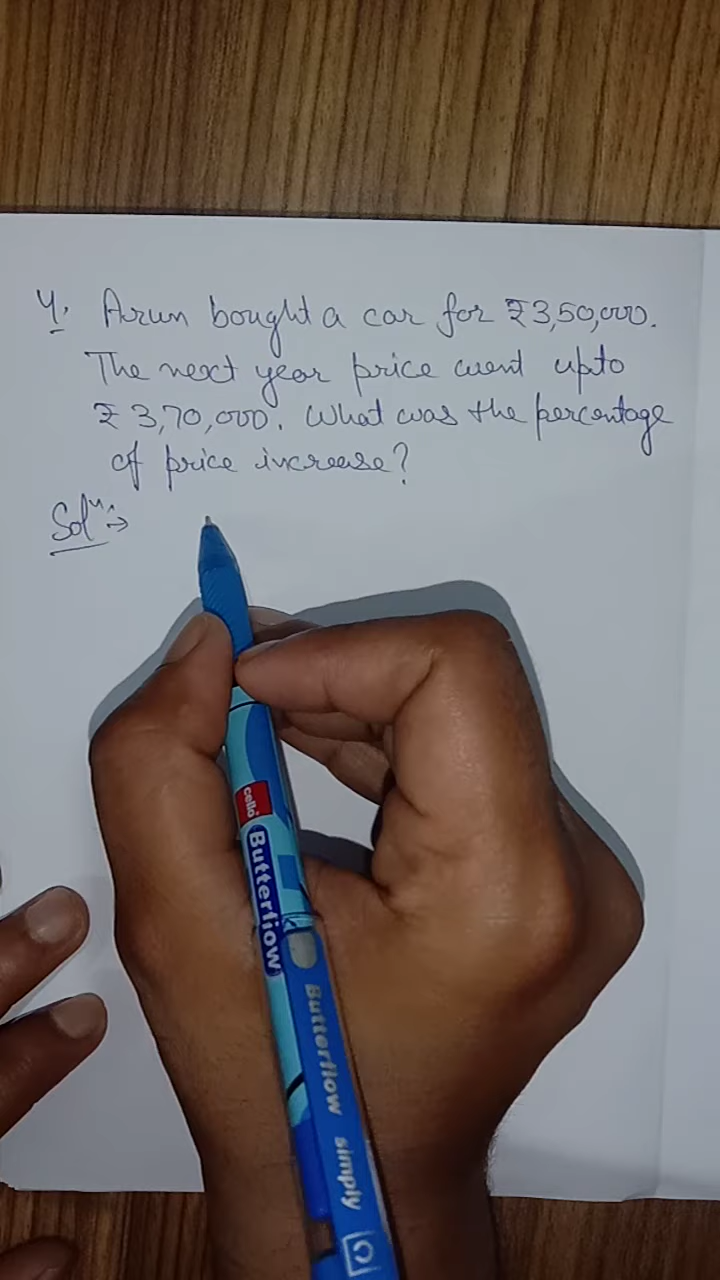 4. Arun bought a car for ₹3,50,000.
The next year price went upto
₹3,70,000. What was the percentage
of price increase?
Solⁿ:→
cello
Butterflow
Butterflow simply